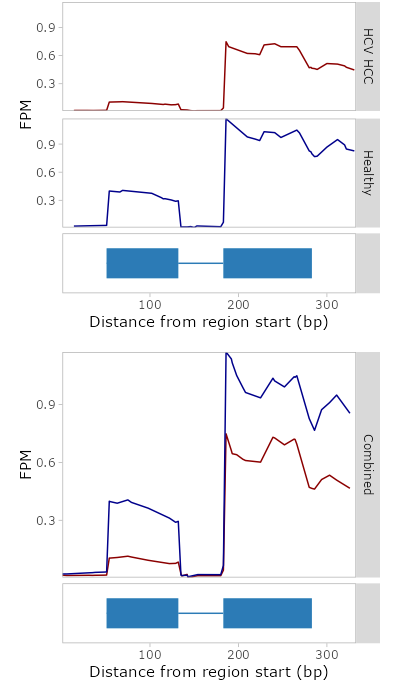 0.9
0.6
0.3
HCV HCC
FPM
0.9
0.6
0.3
Healthy
100 200 300
Distance from region start (bp)
0.9
0.6
0.3
FPM
Combined
100 200 300
Distance from region start (bp)